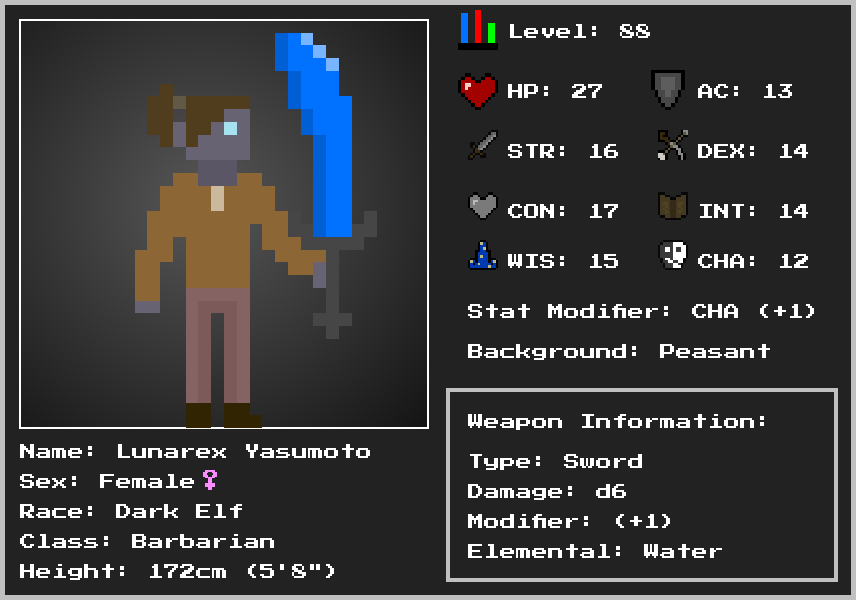 Level: 88
HP: 27
AC: 13
STR: 16
DEX: 14
CON: 17
INT: 14
WIS: 15
CHA: 12
Stat Modifier: CHA (+1)
Background: Peasant
Name: Lunarex Yasumoto
Sex: Female♀
Race: Dark Elf
Class: Barbarian
Height: 172cm (5'8")
Weapon Information:
Type: Sword
Damage: d6
Modifier: (+1)
Elemental: Water